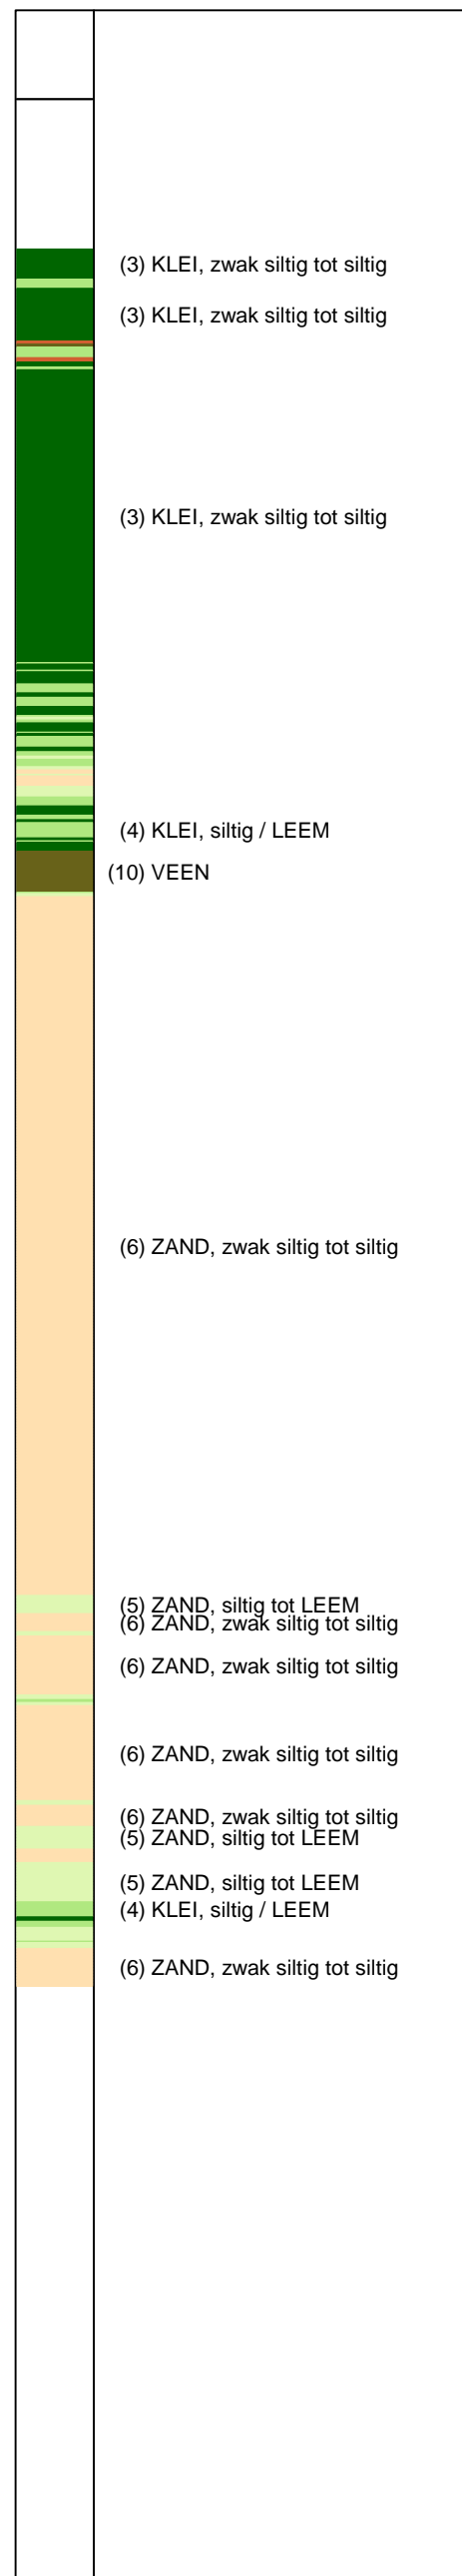 (3) KLEI, zwak siltig tot siltig
(3) KLEI, zwak siltig tot siltig
(3) KLEI, zwak siltig tot siltig
(4) KLEI, siltig / LEEM
(10) VEEN
(6) ZAND, zwak siltig tot siltig
(5) ZAND, siltig tot LEEM
(6) ZAND, zwak siltig tot siltig
(6) ZAND, zwak siltig tot siltig
(6) ZAND, zwak siltig tot siltig
(6) ZAND, zwak siltig tot siltig
(5) ZAND, siltig tot LEEM
(5) ZAND, siltig tot LEEM
(4) KLEI, siltig / LEEM
(6) ZAND, zwak siltig tot siltig